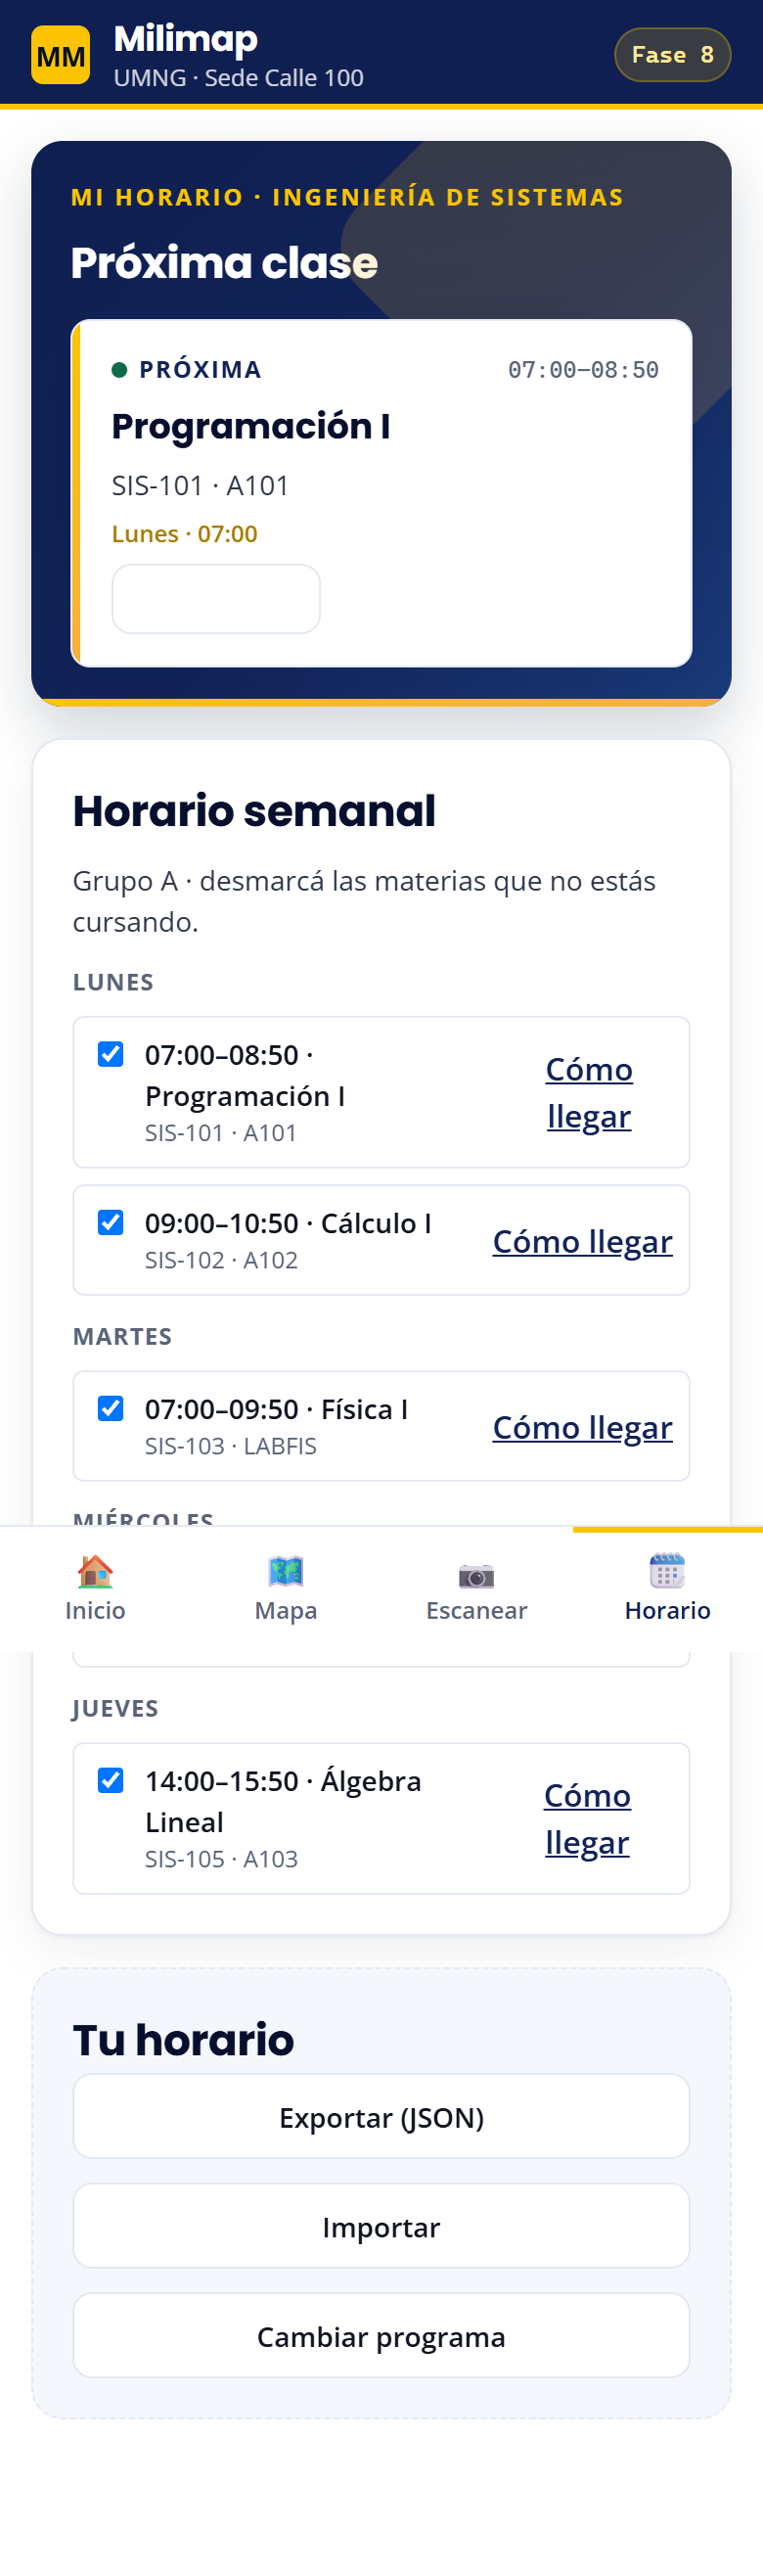 MM
Milimap
UMNG · Sede Calle 100
Fase 8
MI HORARIO · INGENIERÍA DE SISTEMAS
Próxima clase
PRÓXIMA
07:00–08:50
Programación I
SIS-101 · A101
Lunes · 07:00
Horario semanal
Grupo A · desmarcá las materias que no estás
cursando.
LUNES
07:00–08:50 ·
Programación I
SIS-101 · A101
Cómo
llegar
09:00–10:50 · Cálculo I
SIS-102 · A102
Cómo llegar
MARTES
07:00–09:50 · Física I
SIS-103 · LABFIS
Cómo llegar
MIÉRCOLES
Inicio
Mapa
Escanear
Horario
JUEVES
14:00–15:50 · Álgebra
Lineal
SIS-105 · A103
Cómo
llegar
Tu horario
Exportar (JSON)
Importar
Cambiar programa